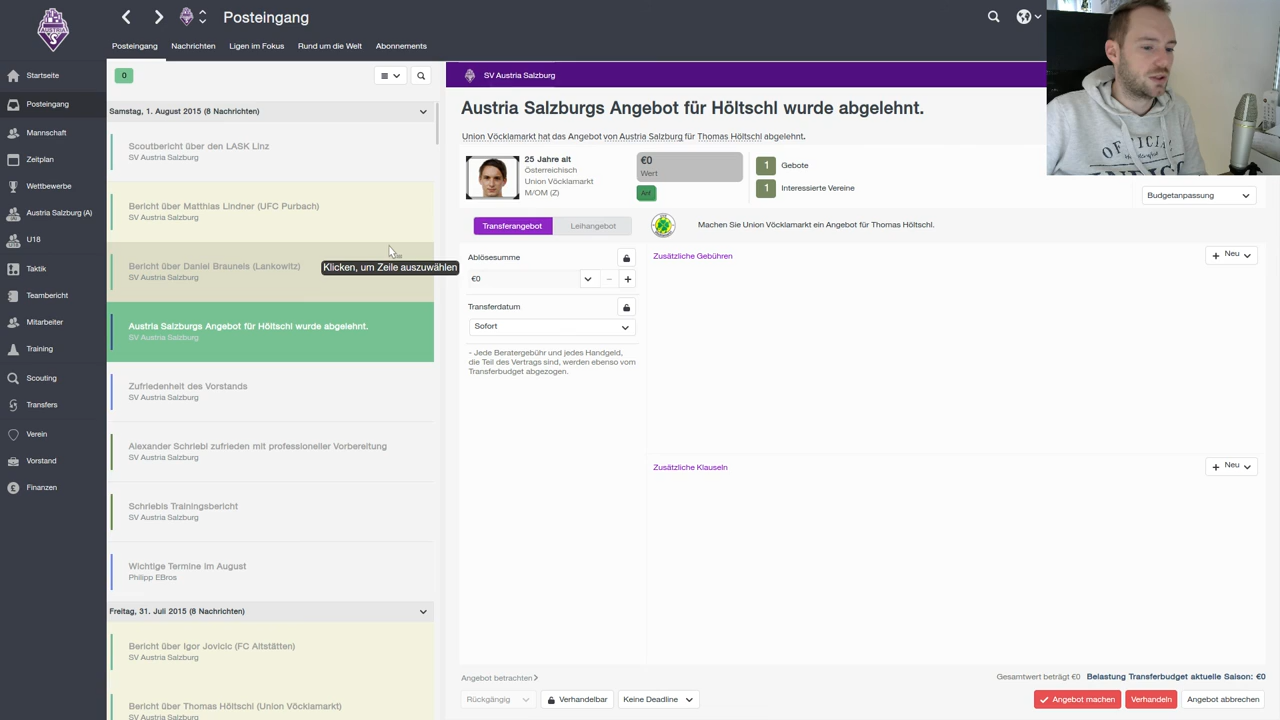 Posteingang
Posteingang
Nachrichten
Ligen im Fokus
Rund um die Welt
Abonnements
AUSTRIA
S
Startseite
Posteingang
Mannschaft
Zeitplan
Wettbewerbe
Austria Salzburg (A)
U18
Taktik
Teambericht
Mitarbeiter
Training
Scouting
Transfers
Verein
Vorstand
Finanzen
0
Samstag, 1. August 2015 (8 Nachrichten)
Scoutbericht über den LASK Linz
SV Austria Salzburg
Bericht über Matthias Lindner (UFC Purbach)
SV Austria Salzburg
Bericht über Daniel Brauneis (Lankowitz)
SV Austria Salzburg
Klicken, um Zeile auszuwählen
Austria Salzburgs Angebot für Höltschl wurde abgelehnt.
SV Austria Salzburg
Zufriedenheit des Vorstands
SV Austria Salzburg
Alexander Schriebl zufrieden mit professioneller Vorbereitung
SV Austria Salzburg
Schriebls Trainingsbericht
SV Austria Salzburg
Wichtige Termine im August
Philipp EBros
Freitag, 31. Juli 2015 (8 Nachrichten)
Bericht über Igor Jovicic (FC Altstätten)
SV Austria Salzburg
Bericht über Thomas Höltschl (Union Vöcklamarkt)
SV Austria Salzburg
SV Austria Salzburg
Austria Salzburgs Angebot für Höltschl wurde abgelehnt.
Union Vöcklamarkt hat das Angebot von Austria Salzburg für Thomas Höltschl abgelehnt.
25 Jahre alt
Österreichisch
Union Vöcklamarkt
M/OM (Z)
€0
Wert
Anf
1 Gebote
1 Interessierte Vereine
Budgetanpassung
Transferangebot
Leihangebot
Machen Sie Union Vöcklamarkt ein Angebot für Thomas Höltschl.
Ablösesumme
€0
Transferdatum
Sofort
- Jede Beratergebühr und jedes Handgeld,
die Teil des Vertrags sind, werden ebenso vom
Transferbudget abgezogen.
Zusätzliche Gebühren
Neu
Zusätzliche Klauseln
Neu
Angebot betrachten
Gesamtwert beträgt €0 Belastung Transferbudget aktuelle Saison: €0
Rückgängig
Verhandelbar
Keine Deadline
Angebot machen
Verhandeln
Angebot abbrechen
OFFICIAL